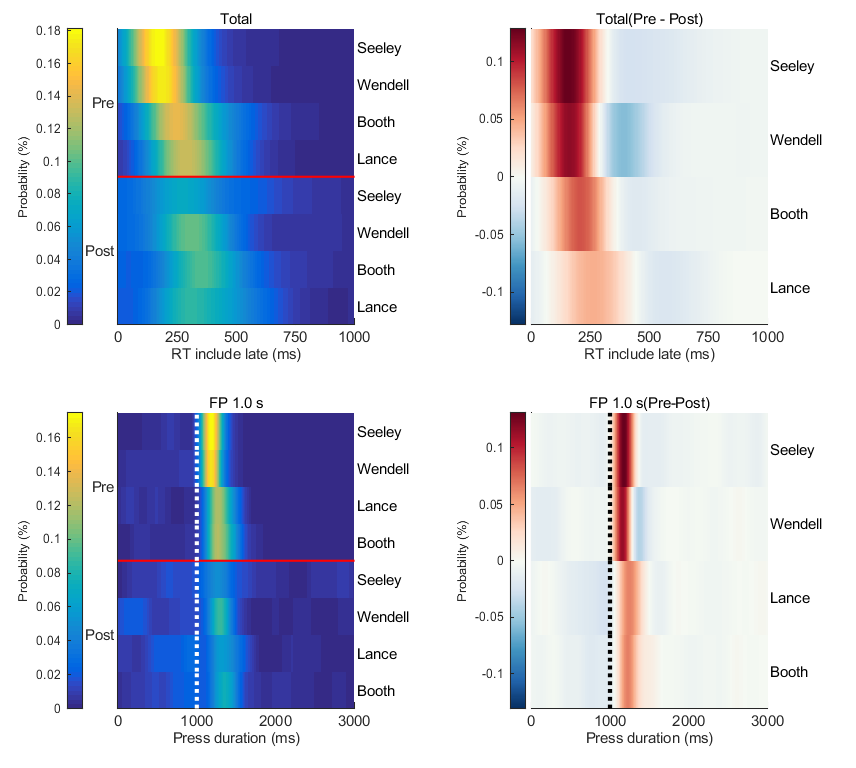 Total
0.18
0.16
0.14
0.12
0.1
0.08
0.06
0.04
0.02
0
Probability (%)
Pre
Post
Seeley
Wendell
Booth
Lance
Seeley
Wendell
Booth
Lance
0 250 500 750 1000
RT include late (ms)
Total(Pre - Post)
0.1
0.05
0
-0.05
-0.1
Probability (%)
Seeley
Wendell
Booth
Lance
0 250 500 750 1000
RT include late (ms)
FP 1.0 s
0.16
0.14
0.12
0.1
0.08
0.06
0.04
0.02
0
Probability (%)
Pre
Post
Seeley
Wendell
Lance
Booth
Seeley
Wendell
Lance
Booth
0 1000 2000 3000
Press duration (ms)
FP 1.0 s(Pre-Post)
0.1
0.05
0
-0.05
-0.1
Probability (%)
Seeley
Wendell
Lance
Booth
0 1000 2000 3000
Press duration (ms)